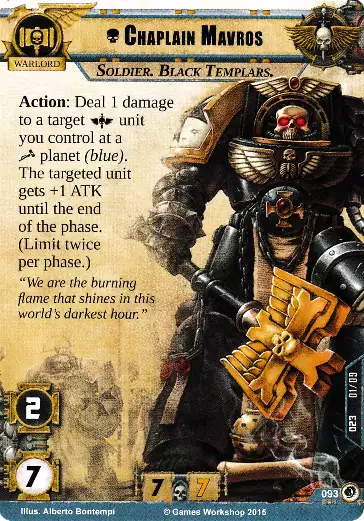 Chaplain Mavros
WARLORD
Soldier. Black Templars.
Action: Deal 1 damage
to a target unit
you control at a
planet (blue).
The targeted unit
gets +1 ATK
until the end
of the phase.
(Limit twice
per phase.)
“We are the burning
flame that shines in this
world’s darkest hour.”
2
7
7 7
01/09
023
093
Illus. Alberto Bontempi
© Games Workshop 2015